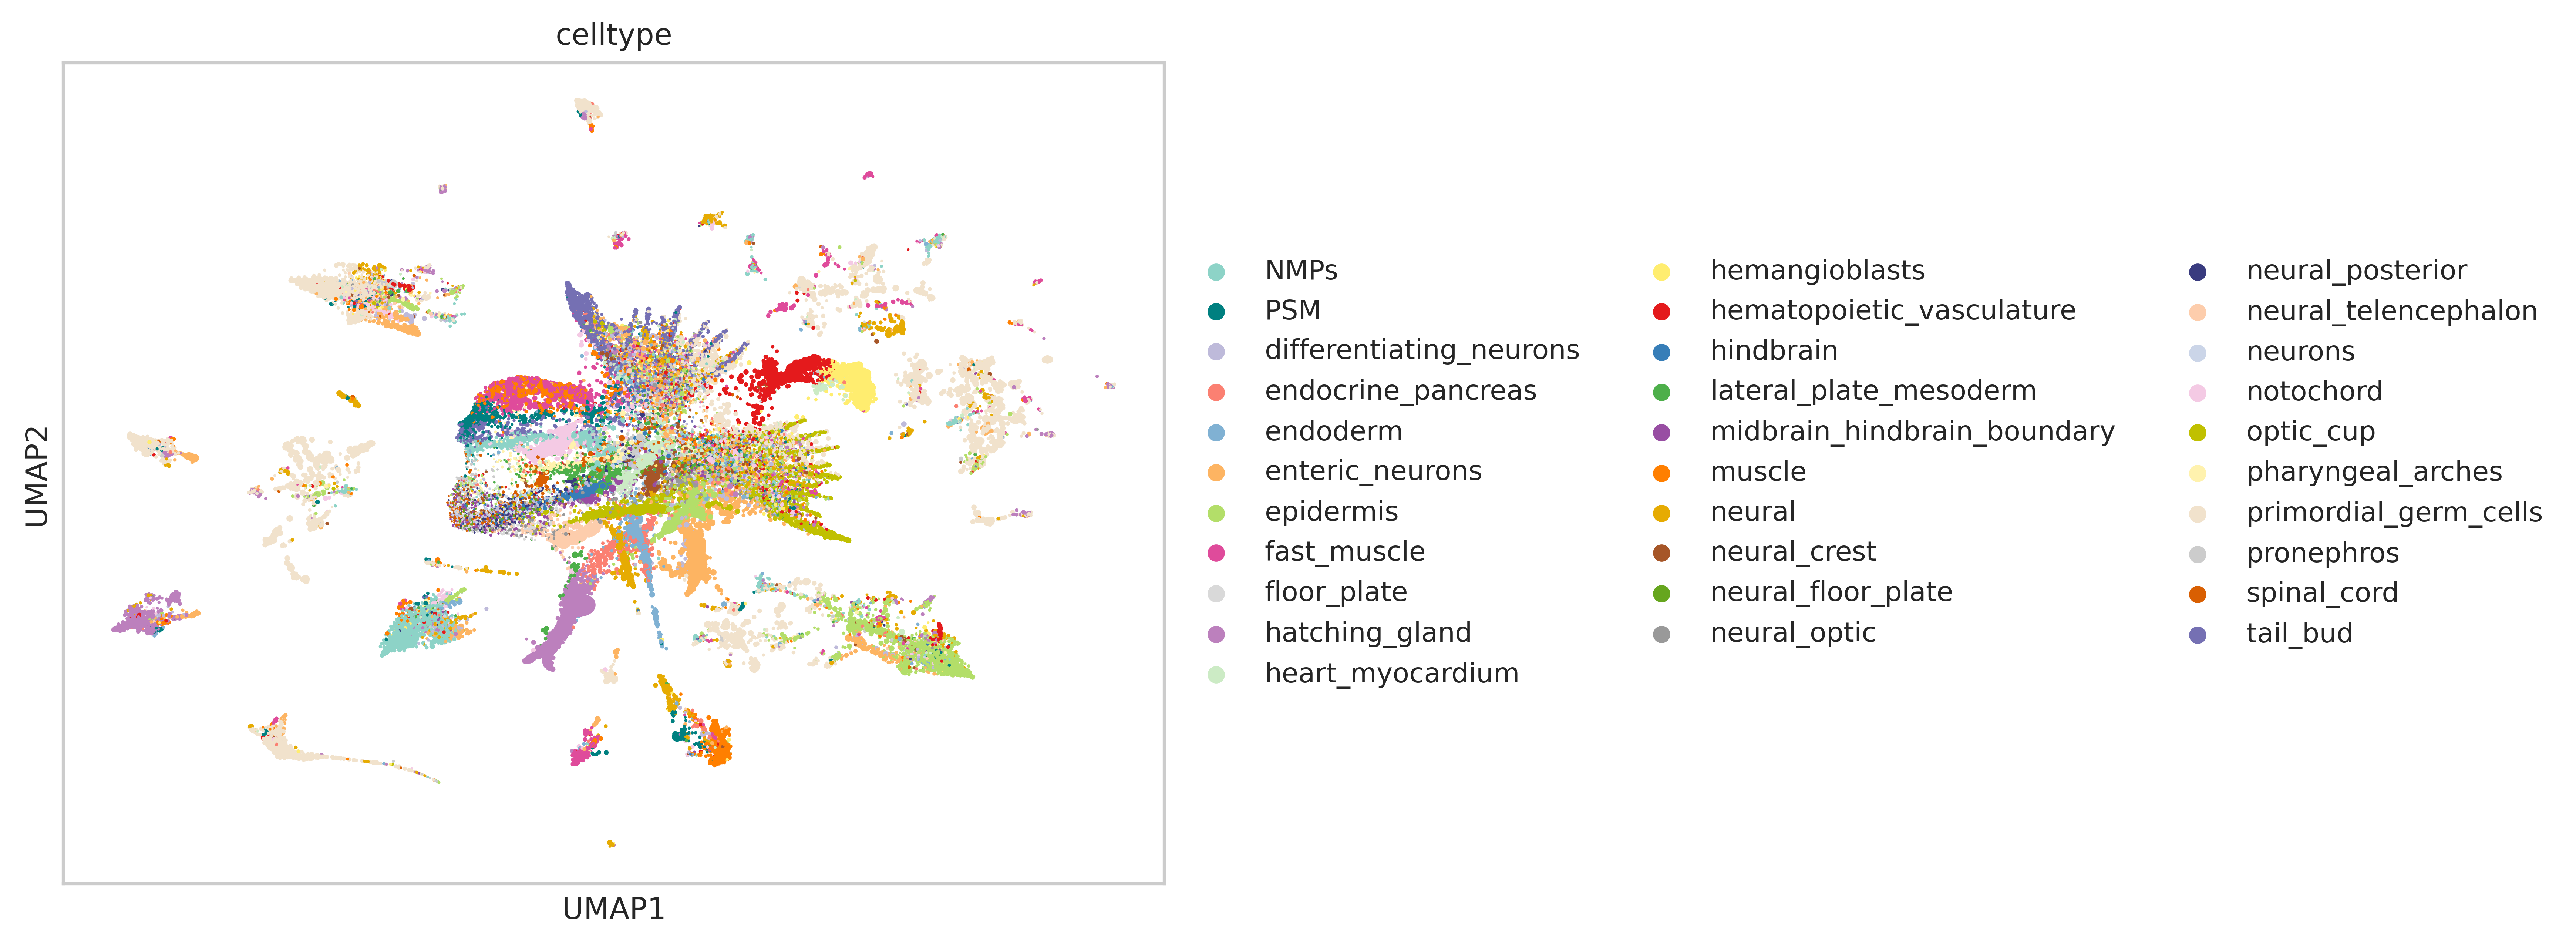 celltype
UMAP2
UMAP1
NMPs
PSM
differentiating_neurons
endocrine_pancreas
endoderm
enteric_neurons
epidermis
fast_muscle
floor_plate
hatching_gland
heart_myocardium
hemangioblasts
hematopoietic_vasculature
hindbrain
lateral_plate_mesoderm
midbrain_hindbrain_boundary
muscle
neural
neural_crest
neural_floor_plate
neural_optic
neural_posterior
neural_telencephalon
neurons
notochord
optic_cup
pharyngeal_arches
primordial_germ_cells
pronephros
spinal_cord
tail_bud